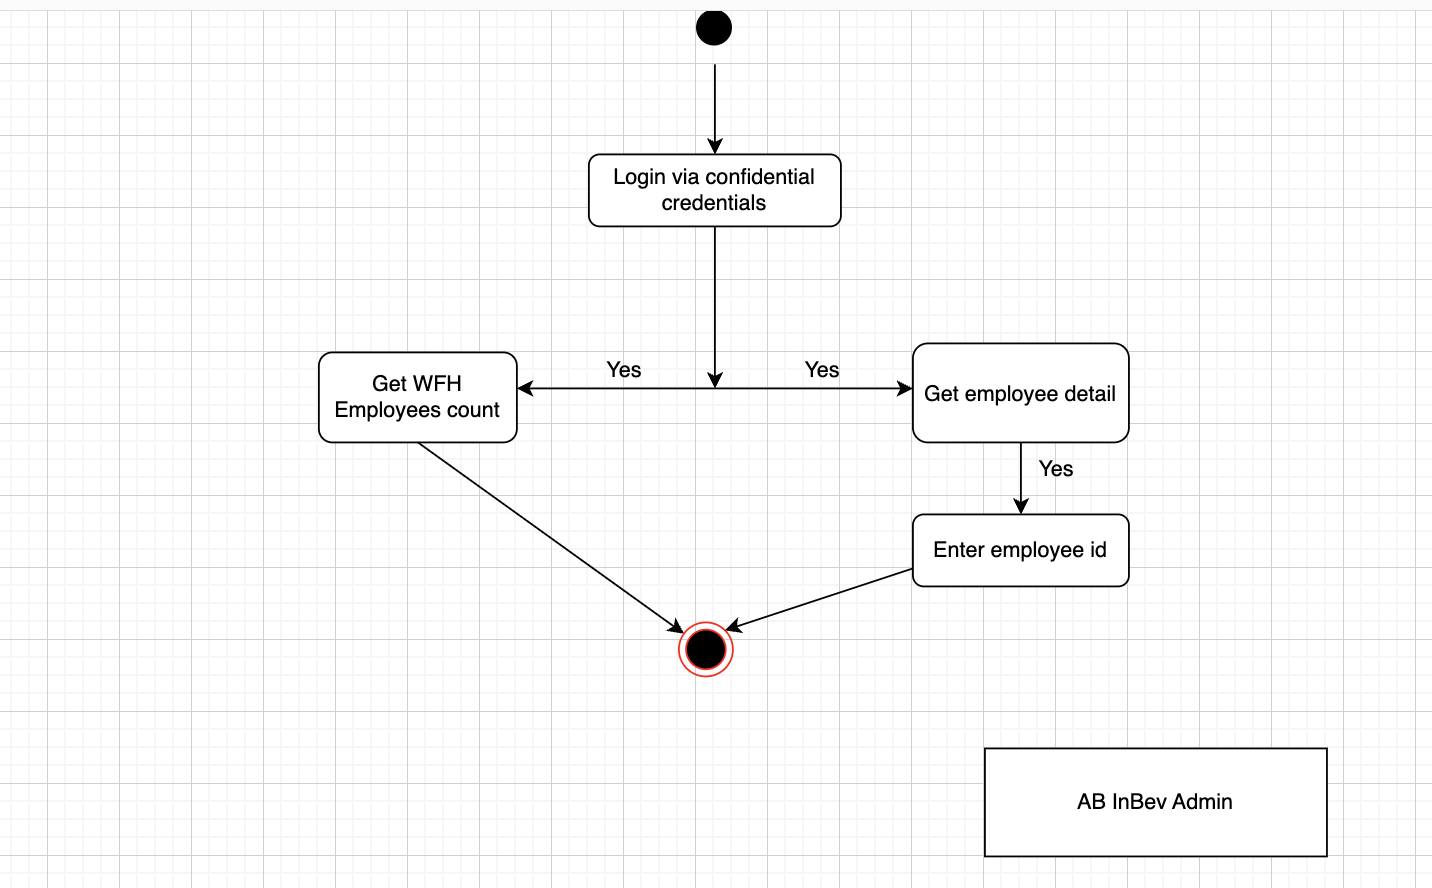 Login via confidential
credentials
Yes
Yes
Get WFH
Employees count
Get employee detail
Yes
Enter employee id
AB InBev Admin